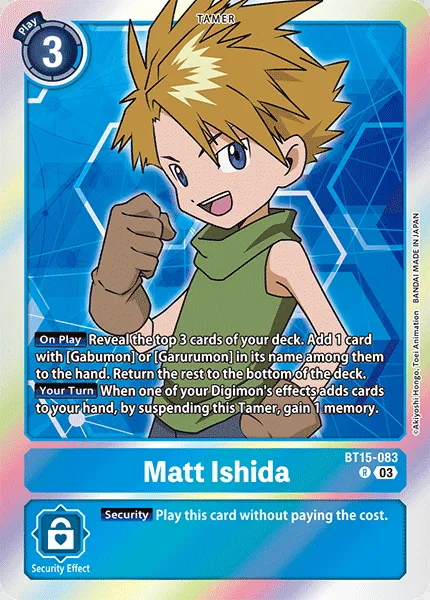 TAMER
Play
3
On Play Reveal the top 3 cards of your deck. Add 1 card
with [Gabumon] or [Garurumon] in its name among them
to the hand. Return the rest to the bottom of the deck.
Your Turn When one of your Digimon's effects adds cards
to your hand, by suspending this Tamer, gain 1 memory.
©Akiyoshi Hongo, Toei Animation BANDAI MADE IN JAPAN
BT15-083
Matt Ishida
R 03
Security Play this card without paying the cost.
Security Effect